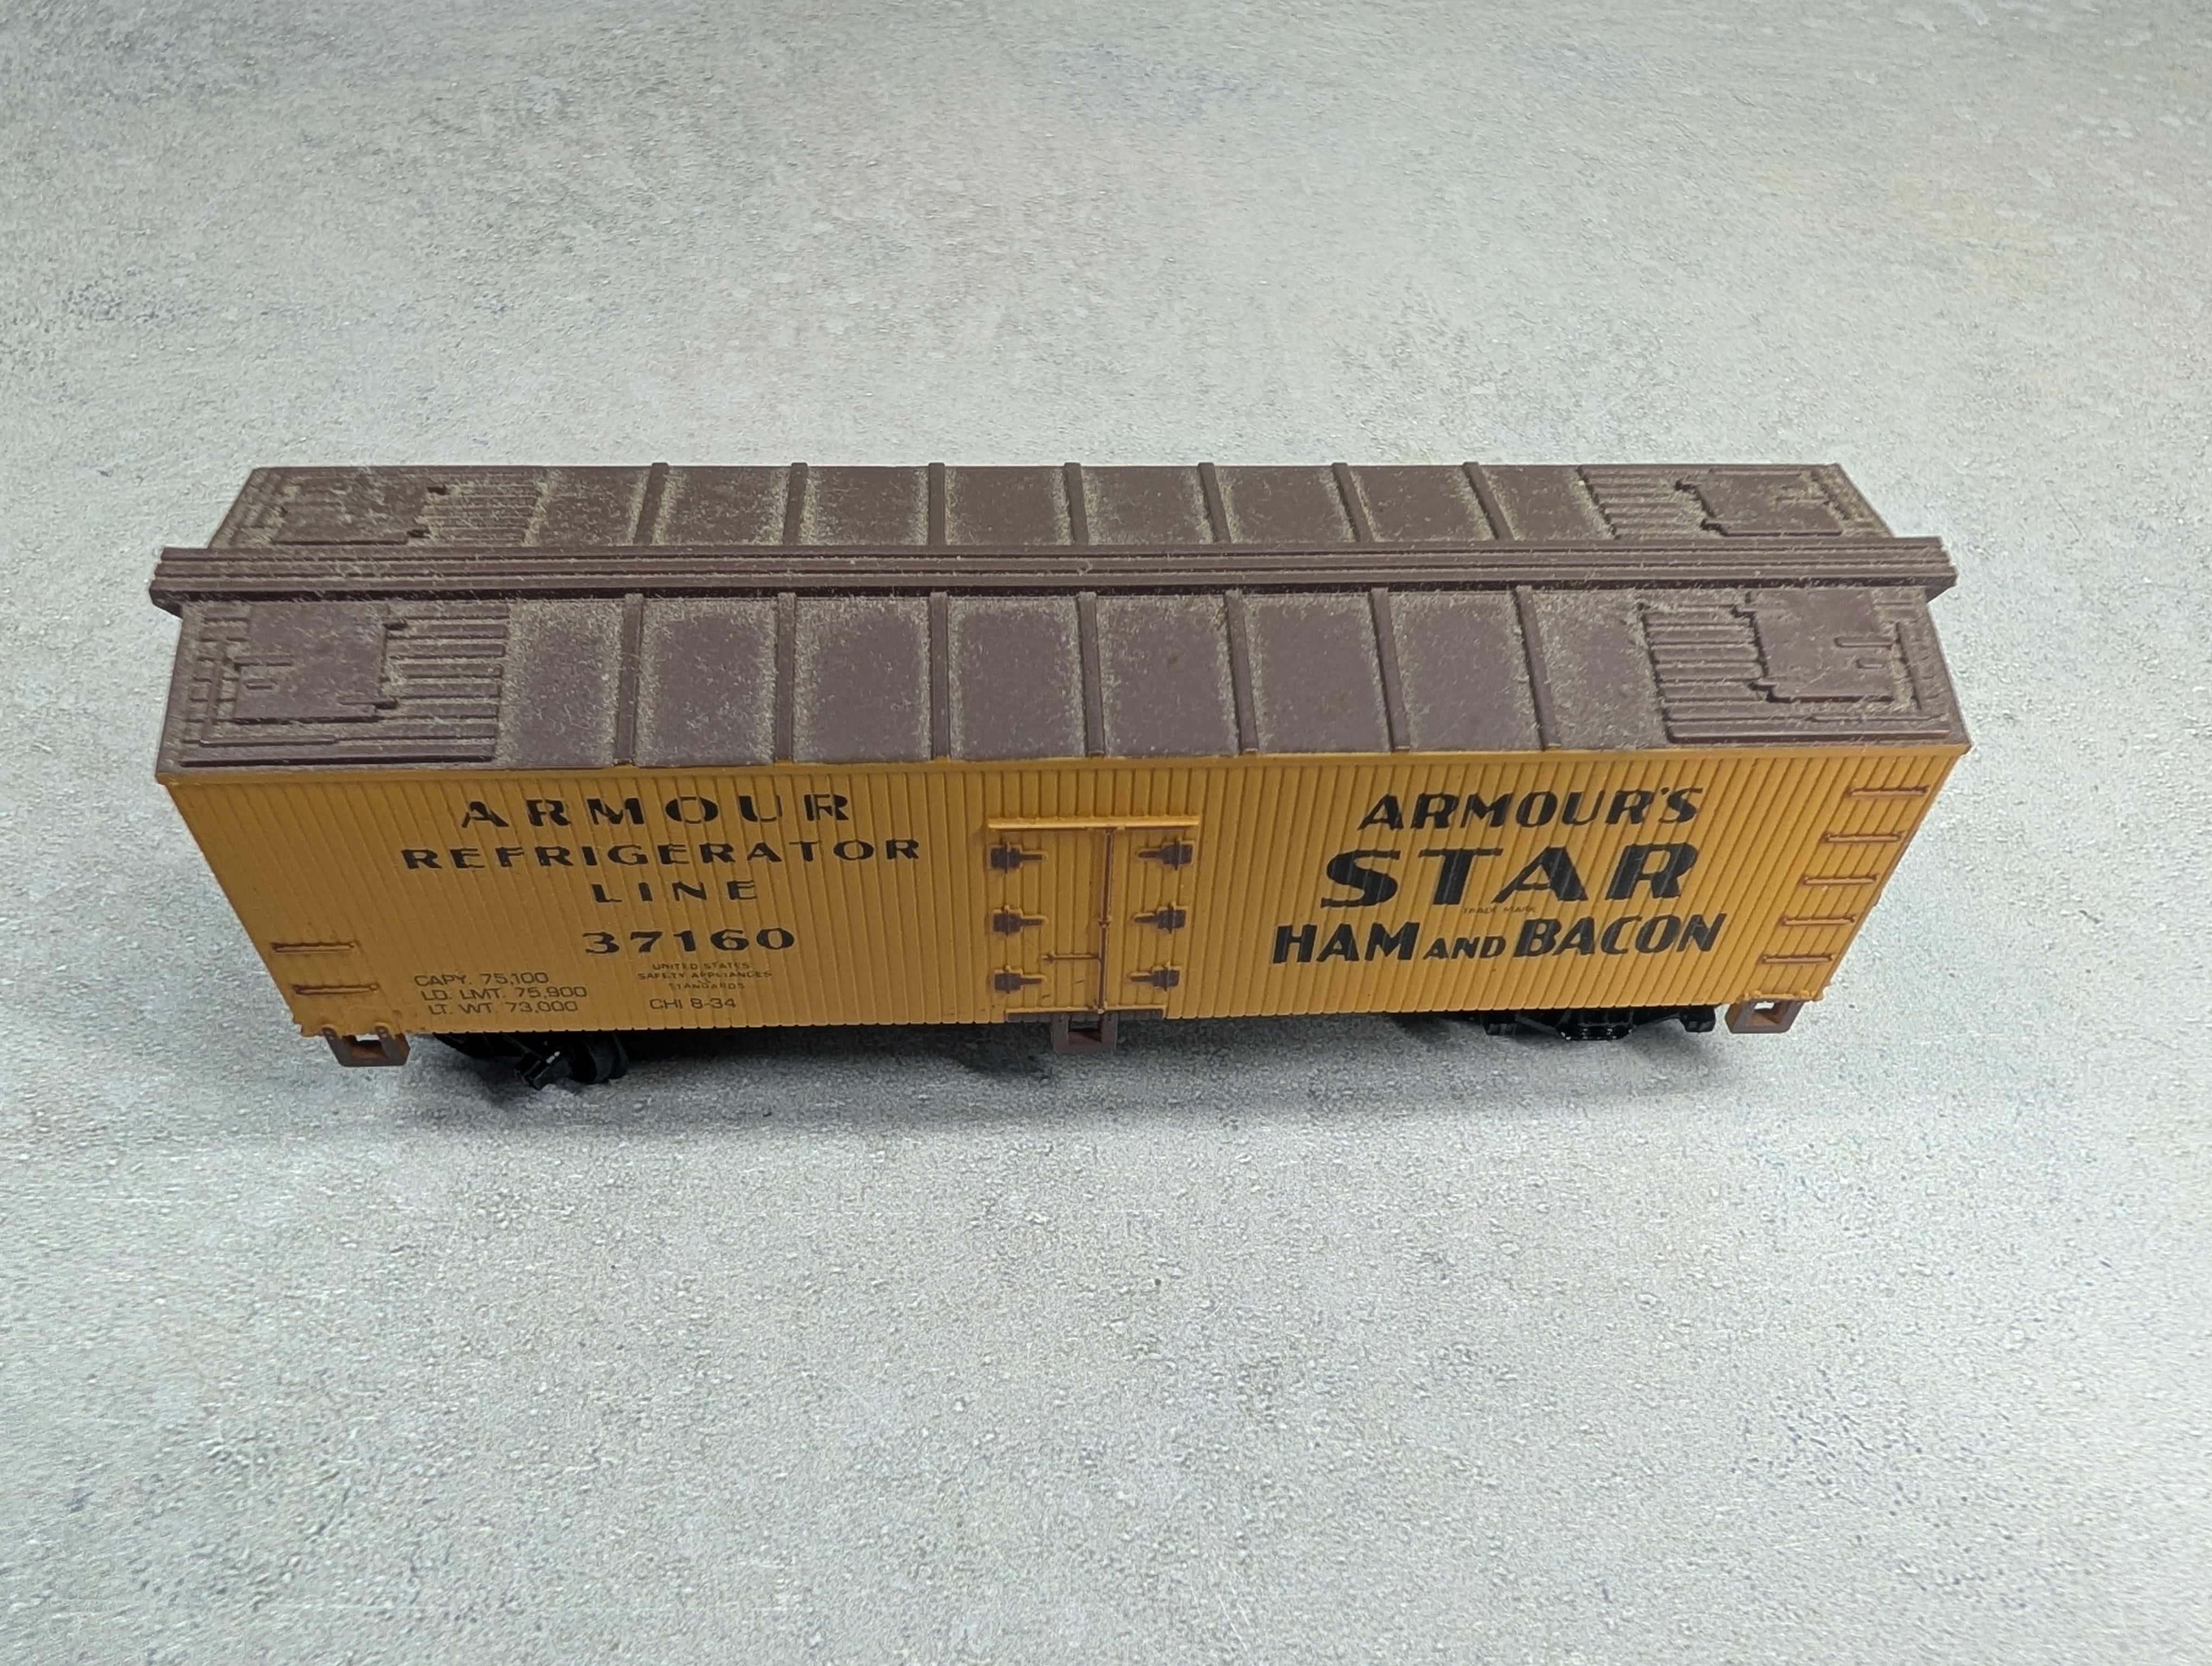 ARMOUR
REFRIGERATOR
LINE
37160
CAPY. 75,100
LD. LMT. 75,900
LT. WT. 73,000
UNITED STATES
SAFETY APPLIANCES
STANDARDS
CHI 8-34
ARMOUR'S
STAR
TRADE MARK
HAM AND BACON